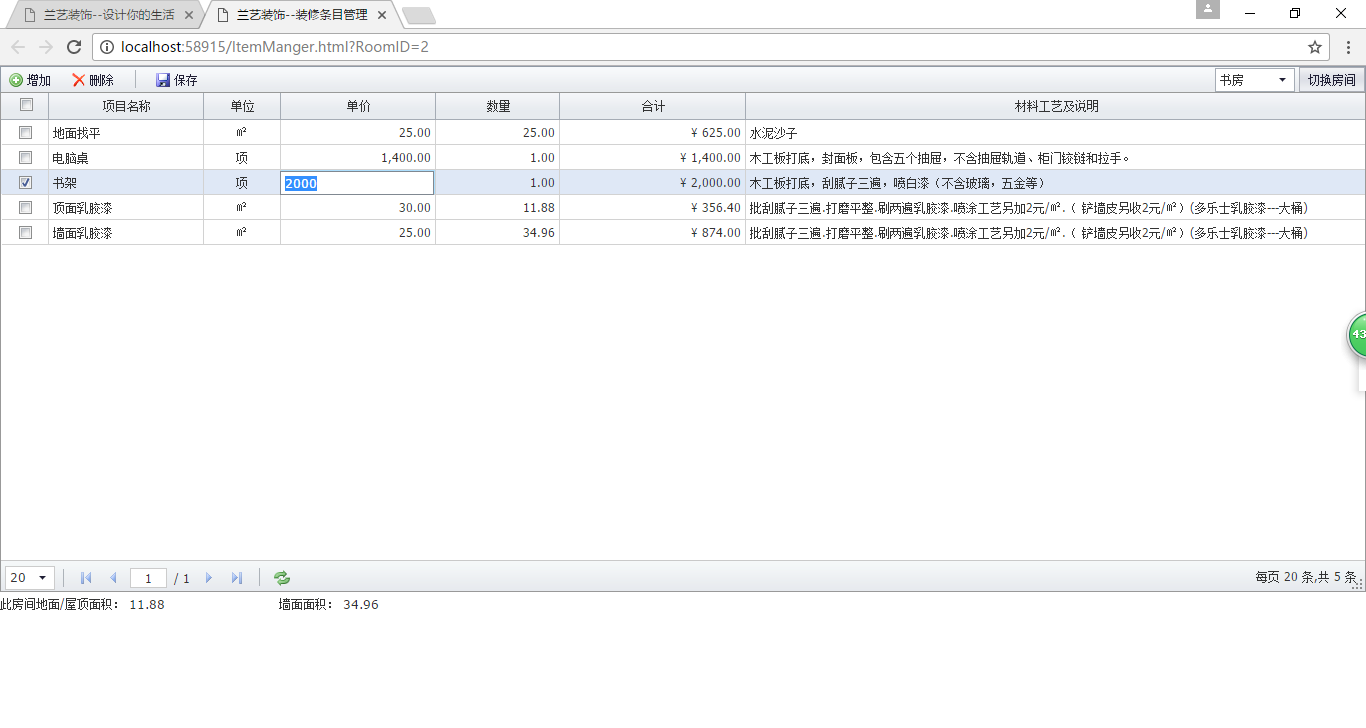 兰艺装饰--设计你的生活 兰艺装饰--装修条目管理
localhost:58915/ItemManger.html?RoomID=2
增加 删除 保存 书房 切换房间
项目名称 单位 单价 数量 合计 材料工艺及说明
地面找平 ㎡ 25.00 25.00 ¥ 625.00 水泥沙子
电脑桌 项 1,400.00 1.00 ¥ 1,400.00 木工板打底，封面板，包含五个抽屉，不含抽屉轨道、柜门铰链和拉手。
书架 项 2000 1.00 ¥ 2,000.00 木工板打底，刮腻子三遍，喷白漆（不含玻璃，五金等）
顶面乳胶漆 ㎡ 30.00 11.88 ¥ 356.40 批刮腻子三遍.打磨平整.刷两遍乳胶漆.喷涂工艺另加2元/㎡.（ 铲墙皮另收2元/㎡）(多乐士乳胶漆---大桶)
墙面乳胶漆 ㎡ 25.00 34.96 ¥ 874.00 批刮腻子三遍.打磨平整.刷两遍乳胶漆.喷涂工艺另加2元/㎡.（ 铲墙皮另收2元/㎡）(多乐士乳胶漆---大桶)
43
20 1 / 1 每页 20 条,共 5 条
此房间地面/屋顶面积： 11.88 墙面面积： 34.96